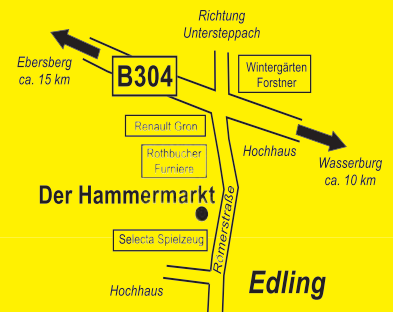 Richtung
Untersteppach
Ebersberg
ca. 15 km
B304
Wintergärten
Forstner
Renault Gron
Hochhaus
Rothbucher
Furniere
Wasserburg
ca. 10 km
Der Hammermarkt
Römerstraße
Selecta Spielzeug
Edling
Hochhaus